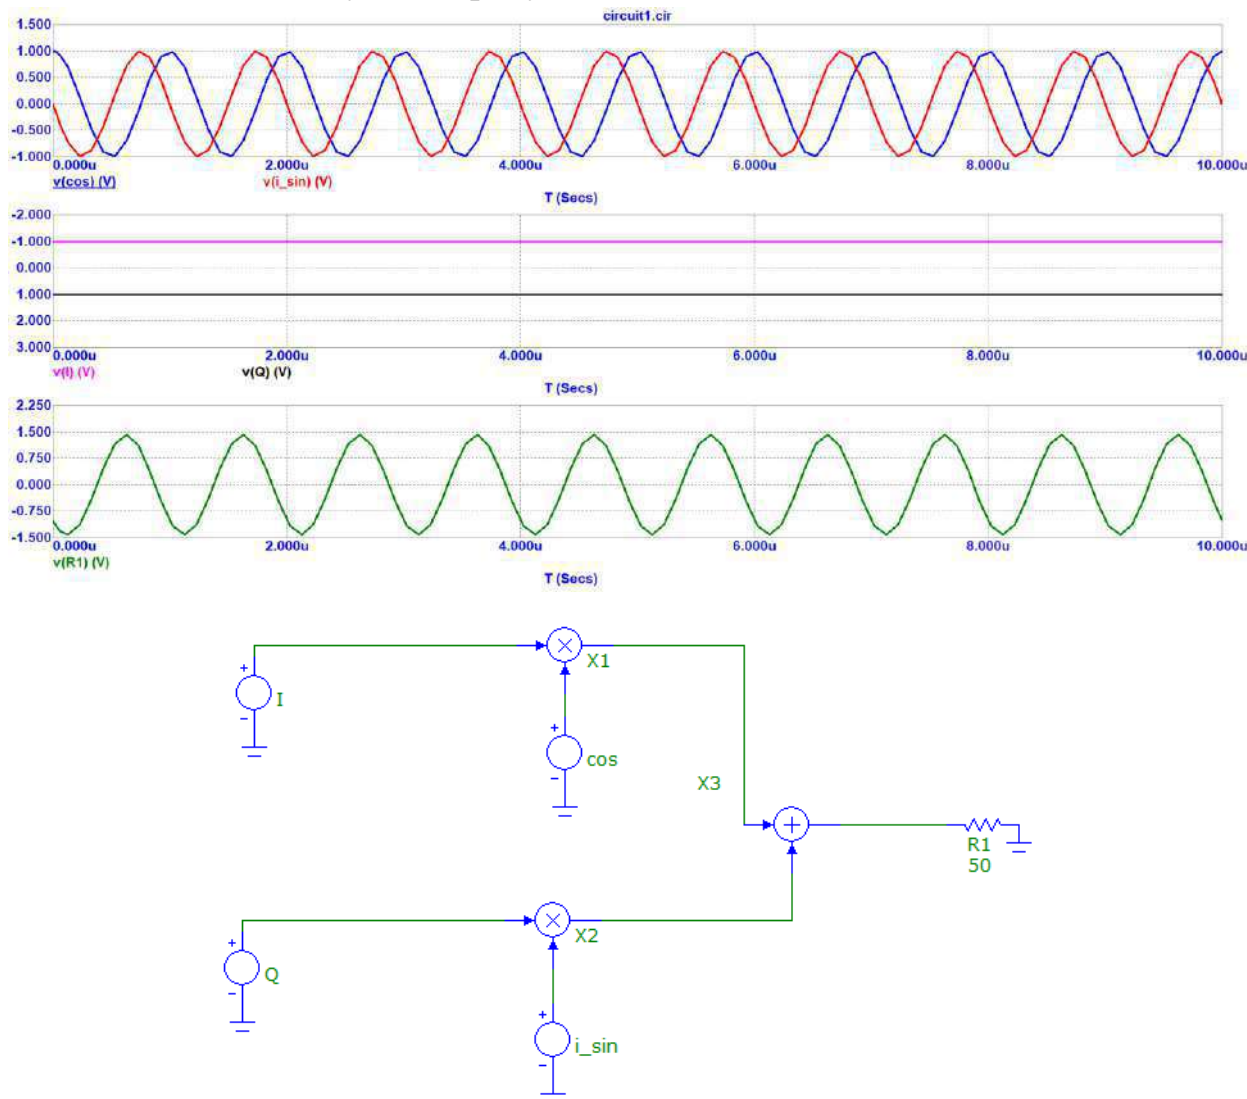 circuit1.cir
1.500
1.000
0.500
0.000
-0.500
-1.000
0.000u 2.000u 4.000u 6.000u 8.000u 10.000u
v(cos) (V) v(i_sin) (V)
T (Secs)
-2.000
-1.000
0.000
1.000
2.000
3.000
0.000u 2.000u 4.000u 6.000u 8.000u 10.000u
v(I) (V) v(Q) (V)
T (Secs)
2.250
1.500
0.750
0.000
-0.750
-1.500
0.000u 2.000u 4.000u 6.000u 8.000u 10.000u
v(R1) (V)
T (Secs)
X1
+
I
-
+
cos
-
X3
+
R1
50
X2
+
Q
-
+
i_sin
-